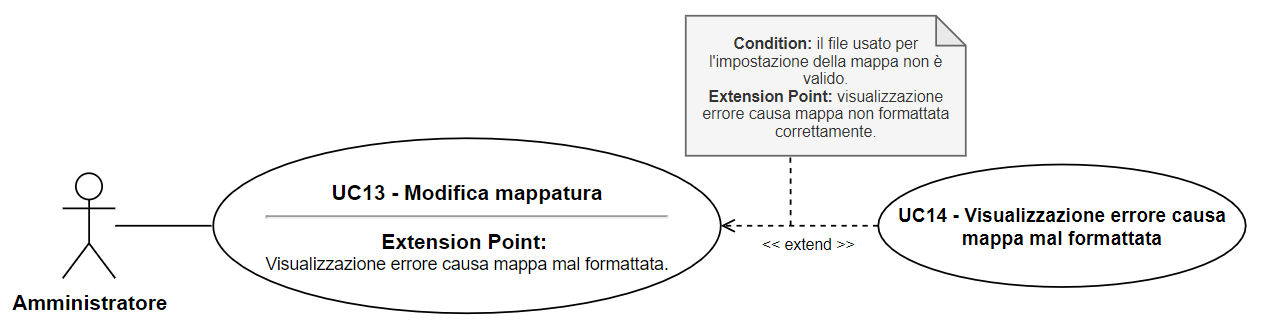 Condition: il file usato per
l'impostazione della mappa non è
valido.
Extension Point: visualizzazione
errore causa mappa non formattata
correttamente.
UC13 - Modifica mappatura
Extension Point:
Visualizzazione errore causa mappa mal formattata.
<< extend >>
UC14 - Visualizzazione errore causa
mappa mal formattata
Amministratore